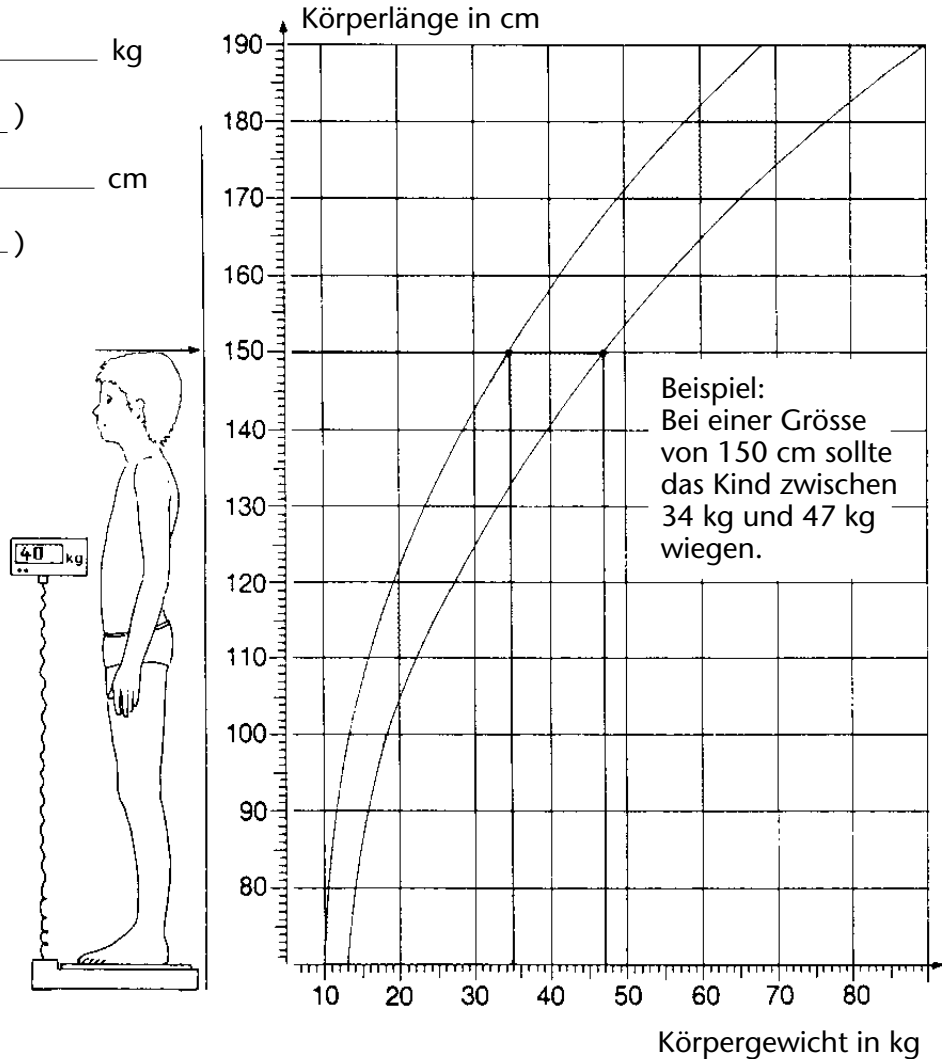 Körperlänge in cm
190
kg
)
180
cm
170
)
160
150
140
130
120
110
100
90
80
Beispiel:
Bei einer Grösse
von 150 cm sollte
das Kind zwischen
34 kg und 47 kg
wiegen.
40 kg
10 20 30 40 50 60 70 80
Körpergewicht in kg